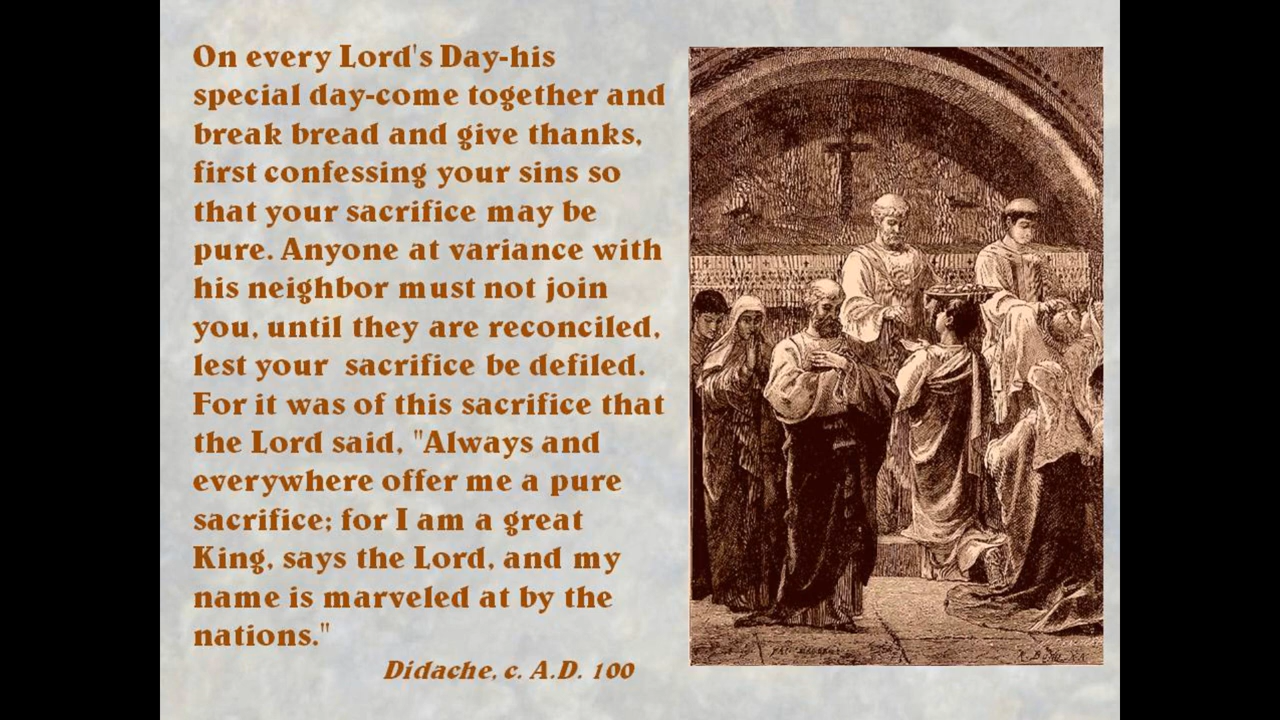 On every Lord's Day-his
special day-come together and
break bread and give thanks,
first confessing your sins so
that your sacrifice may be
pure. Anyone at variance with
his neighbor must not join
you, until they are reconciled,
lest your sacrifice be defiled.
For it was of this sacrifice that
the Lord said, "Always and
everywhere offer me a pure
sacrifice; for I am a great
King, says the Lord, and my
name is marveled at by the
nations."
Didache, c. A.D. 100